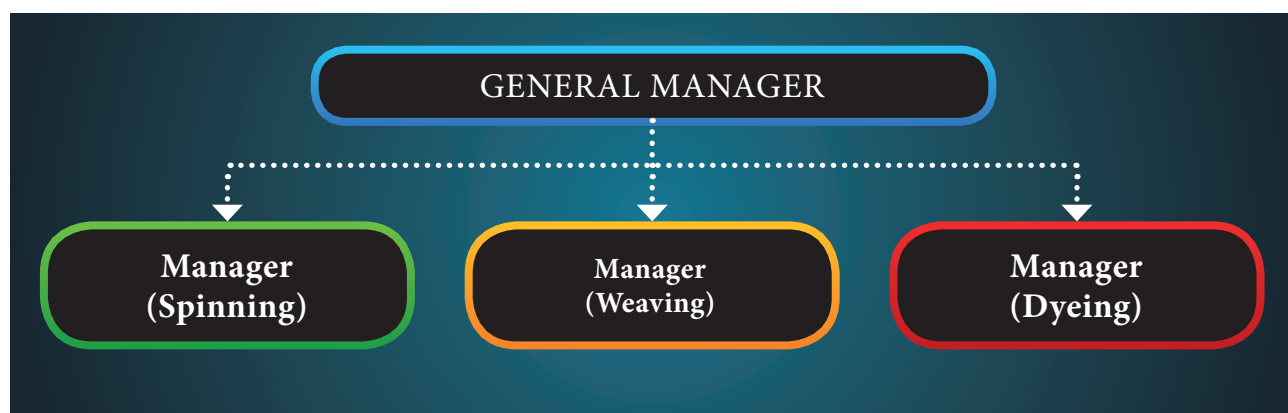 GENERAL MANAGER
Manager
(Spinning)
Manager
(Weaving)
Manager
(Dyeing)